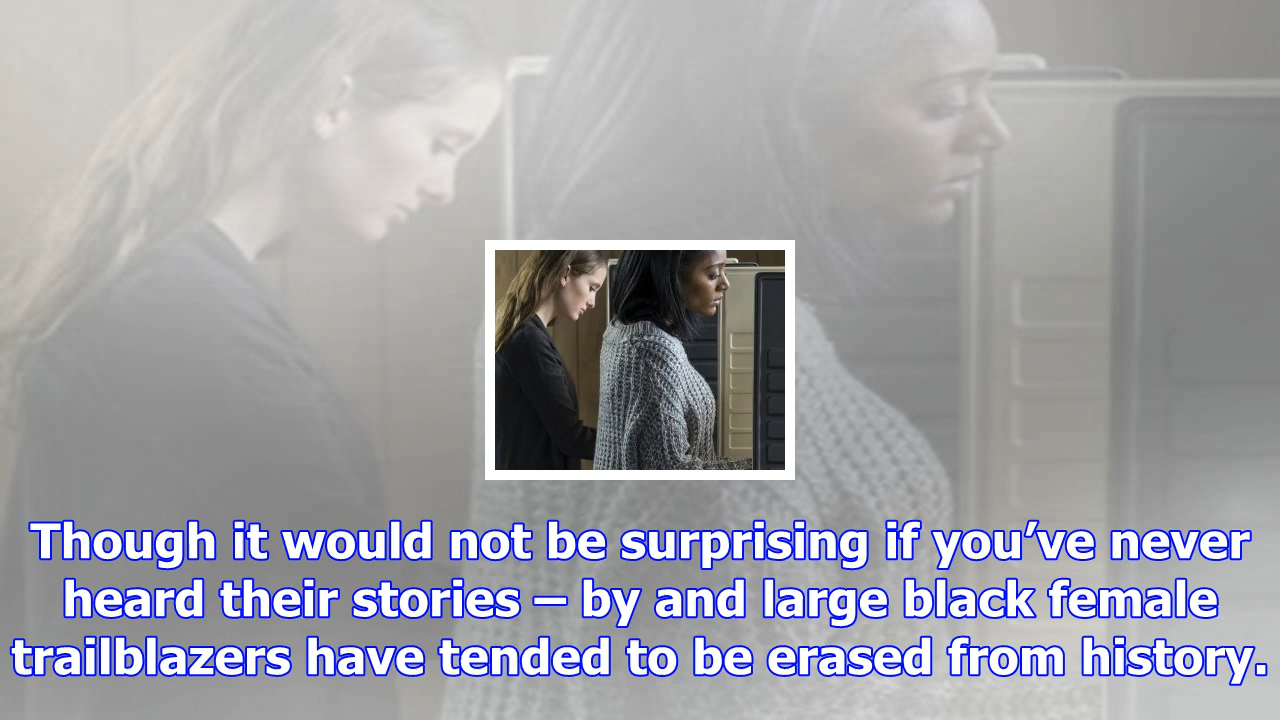 Though it would not be surprising if you’ve never
heard their stories – by and large black female
trailblazers have tended to be erased from history.